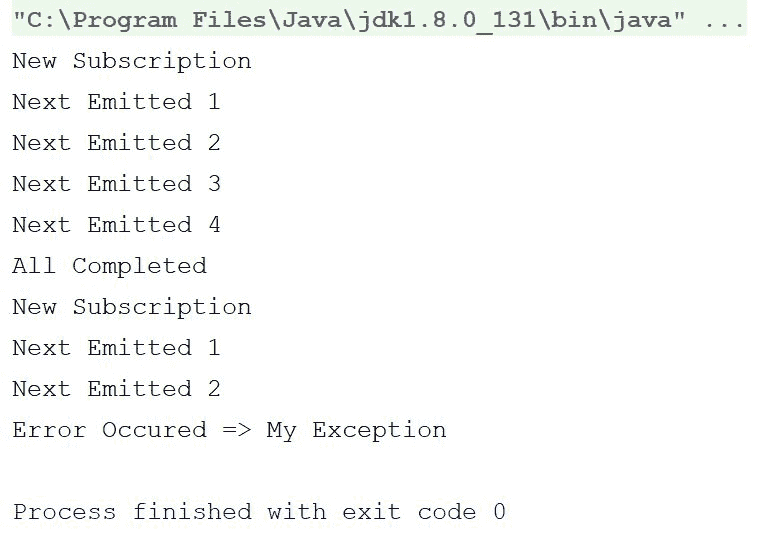 "C:\Program Files\Java\jdk1.8.0_131\bin\java" ...
New Subscription
Next Emitted 1
Next Emitted 2
Next Emitted 3
Next Emitted 4
All Completed
New Subscription
Next Emitted 1
Next Emitted 2
Error Occured => My Exception
Process finished with exit code 0